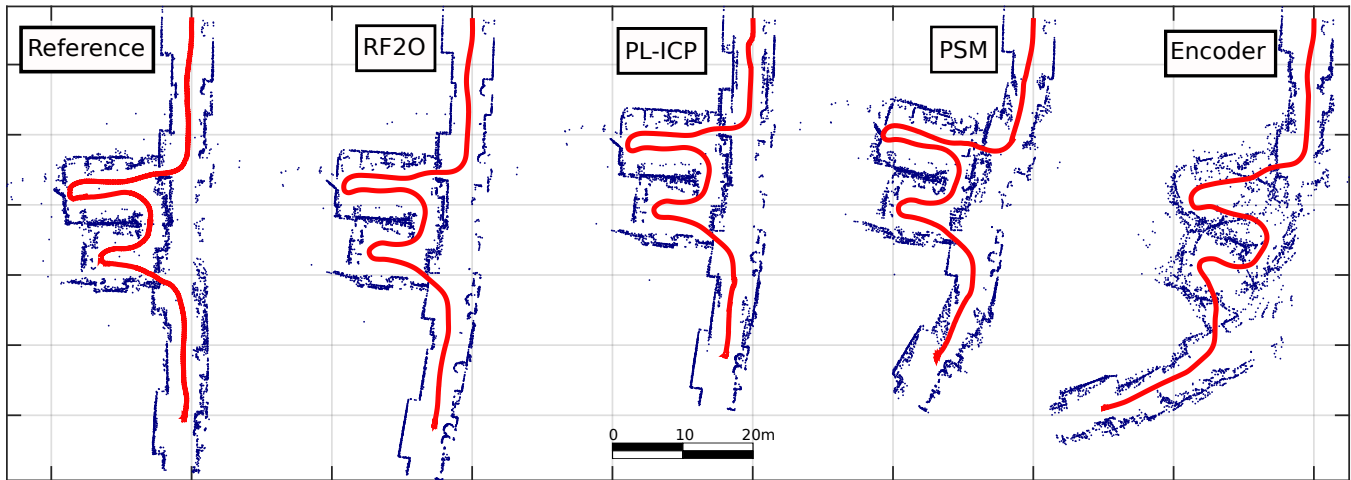 Reference
RF2O
PL-ICP
PSM
Encoder
0 10 20m